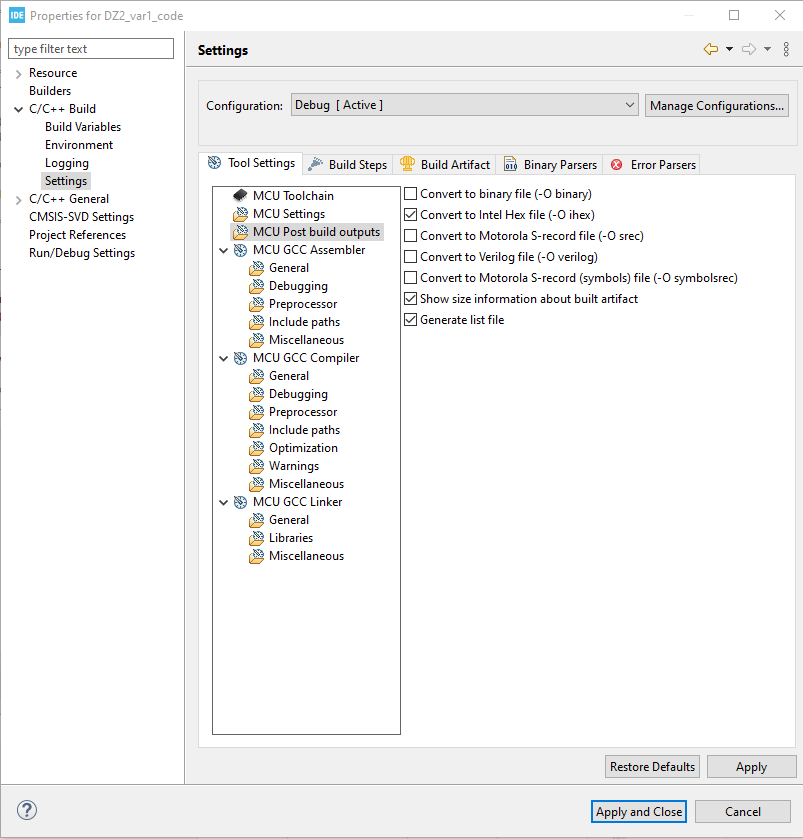 IDE Properties for DZ2_var1_code
type filter text
Resource
Builders
C/C++ Build
Build Variables
Environment
Logging
Settings
C/C++ General
CMSIS-SVD Settings
Project References
Run/Debug Settings
Settings
Configuration: Debug [ Active ] Manage Configurations...
Tool Settings Build Steps Build Artifact Binary Parsers Error Parsers
MCU Toolchain
MCU Settings
MCU Post build outputs
MCU GCC Assembler
General
Debugging
Preprocessor
Include paths
Miscellaneous
MCU GCC Compiler
General
Debugging
Preprocessor
Include paths
Optimization
Warnings
Miscellaneous
MCU GCC Linker
General
Libraries
Miscellaneous
Convert to binary file (-O binary)
Convert to Intel Hex file (-O ihex)
Convert to Motorola S-record file (-O srec)
Convert to Verilog file (-O verilog)
Convert to Motorola S-record (symbols) file (-O symbolsrec)
Show size information about built artifact
Generate list file
Restore Defaults Apply
? Apply and Close Cancel